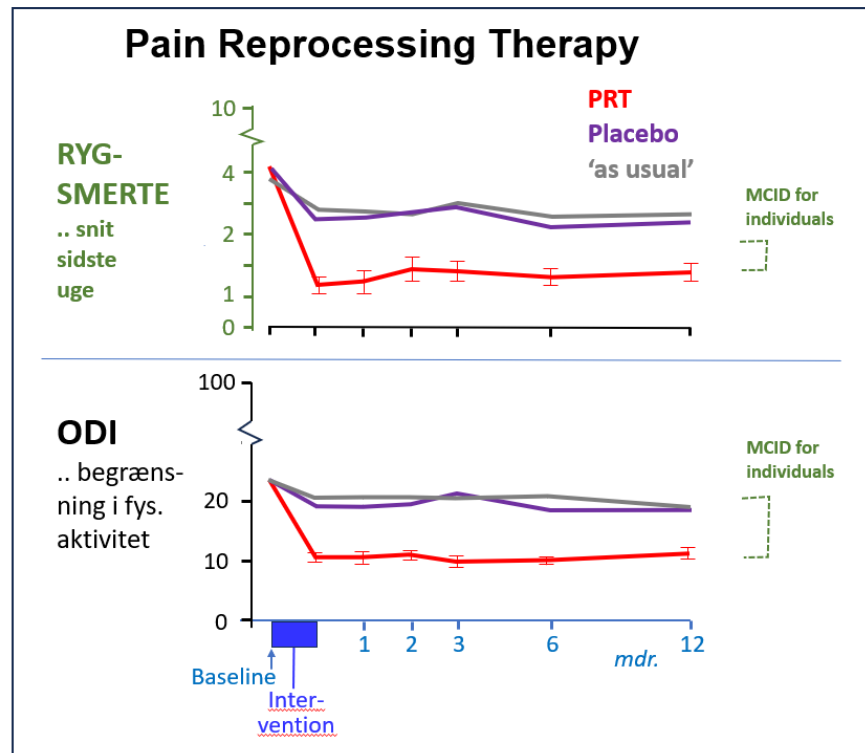 Pain Reprocessing Therapy
PRT
Placebo
'as usual'
RYG-
SMERTE
.. snit
sidste
uge
10
4
2
1
0
MCID for
individuals
ODI
.. begræns-
ning i fys.
aktivitet
100
20
10
0
MCID for
individuals
1
2
3
6
12
mdr.
Baseline
Inter-
vention